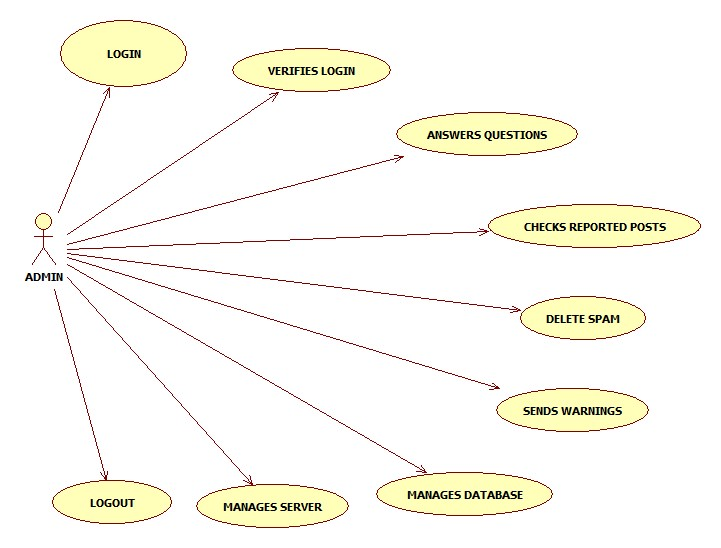 LOGIN
VERIFIES LOGIN
ANSWERS QUESTIONS
CHECKS REPORTED POSTS
ADMIN
DELETE SPAM
SENDS WARNINGS
MANAGES DATABASE
LOGOUT
MANAGES SERVER